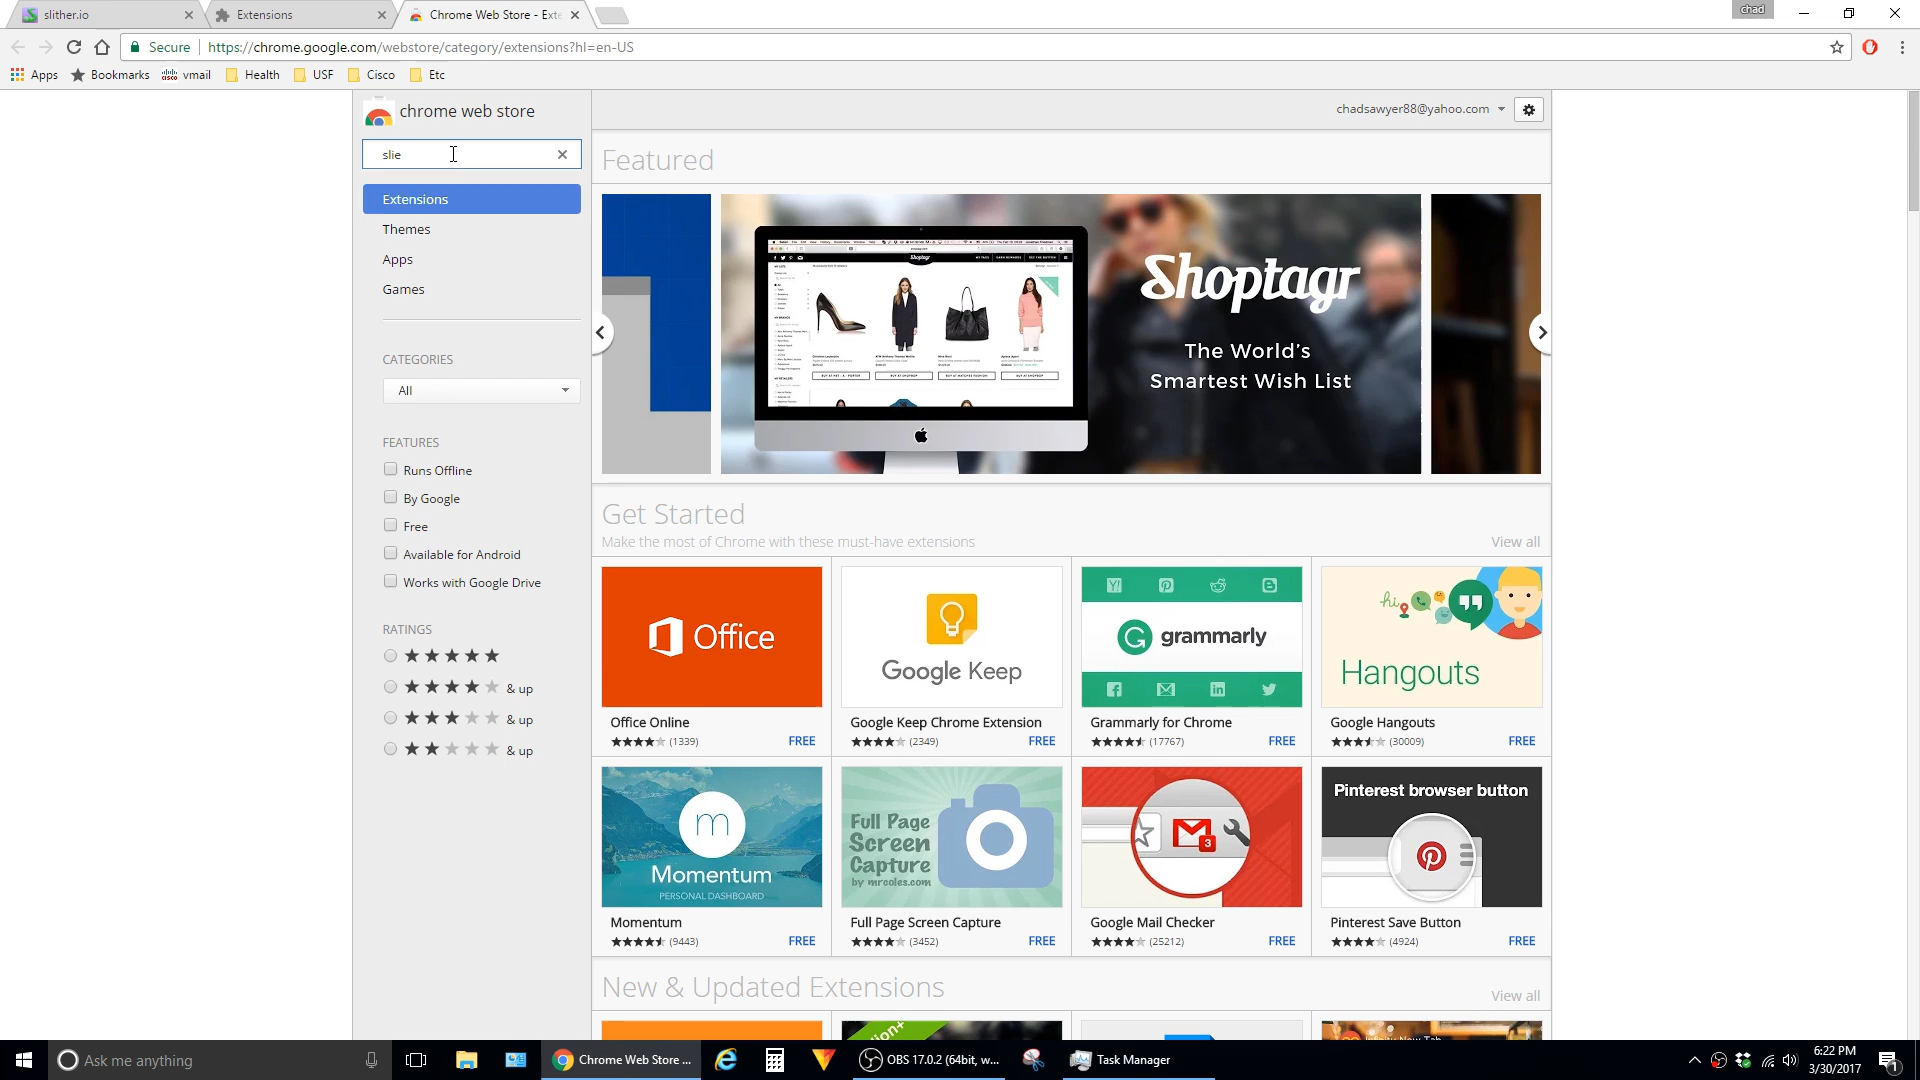 slither.io
Extensions
Chrome Web Store - Exte
chad
Secure
https://chrome.google.com/webstore/category/extensions?hl=en-US
Apps
Bookmarks
vmail
Health
USF
Cisco
Etc
chrome web store
chadsawyer88@yahoo.com
slie
Extensions
Themes
Apps
Games
CATEGORIES
All
FEATURES
Runs Offline
By Google
Free
Available for Android
Works with Google Drive
RATINGS
& up
& up
& up
Featured
Shoptagr
Shoptagr
The World's
Smartest Wish List
Get Started
Make the most of Chrome with these must-have extensions
View all
Office
Office Online
(1339)
FREE
Google Keep
Google Keep Chrome Extension
(2349)
FREE
grammarly
Grammarly for Chrome
(17767)
FREE
hi
Hangouts
Google Hangouts
(30009)
FREE
m
Momentum
PERSONAL DASHBOARD
Momentum
(9443)
FREE
Full Page
Screen
Capture
by mrcoles.com
Full Page Screen Capture
(3452)
FREE
3
Google Mail Checker
(25212)
FREE
Pinterest browser button
Pinterest Save Button
(4924)
FREE
New & Updated Extensions
View all
Ask me anything
Chrome Web Store ...
OBS 17.0.2 (64bit, w...
Task Manager
6:22 PM
3/30/2017
1